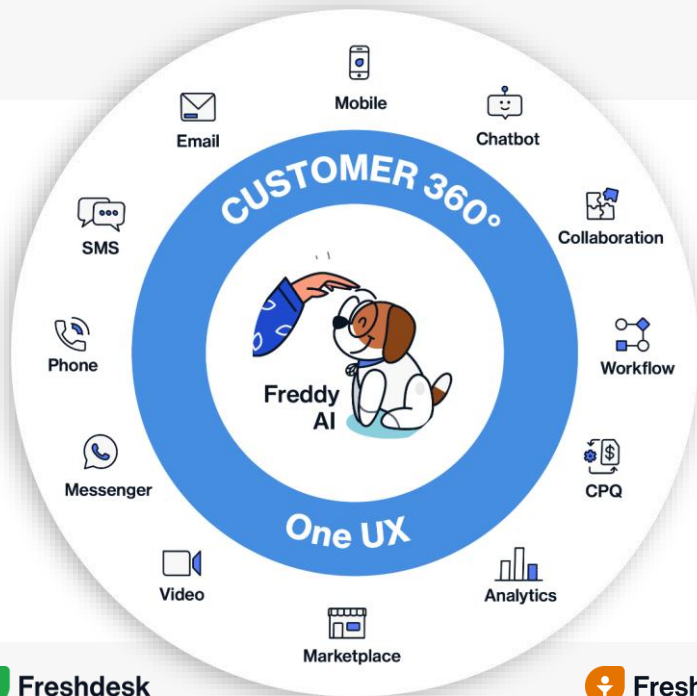 Mobile
Email
Chatbot
CUSTOMER 360°
SMS
Collaboration
Phone
Workflow
Freddy
AI
Messenger
CPQ
One UX
Video
Analytics
Marketplace
Freshdesk
Fresh